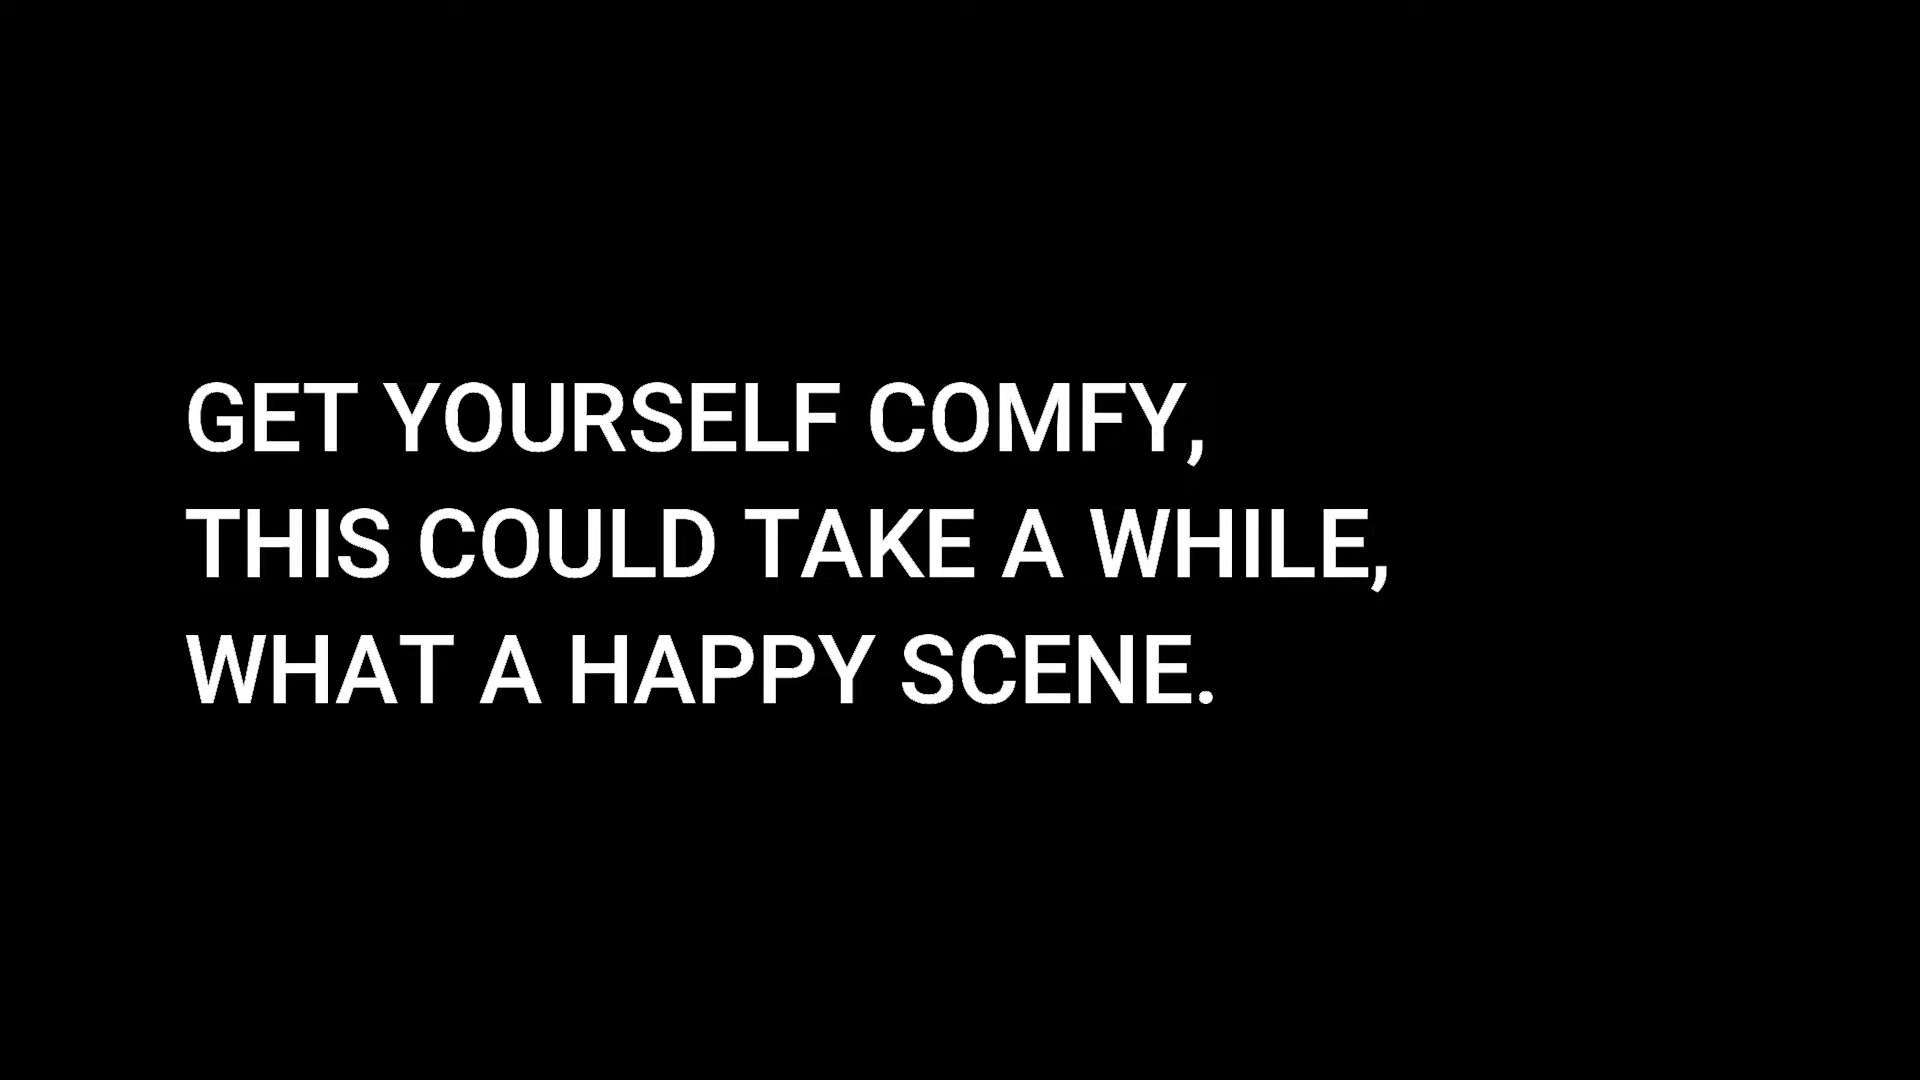 GET YOURSELF COMFY,
THIS COULD TAKE A WHILE,
WHAT A HAPPY SCENE.